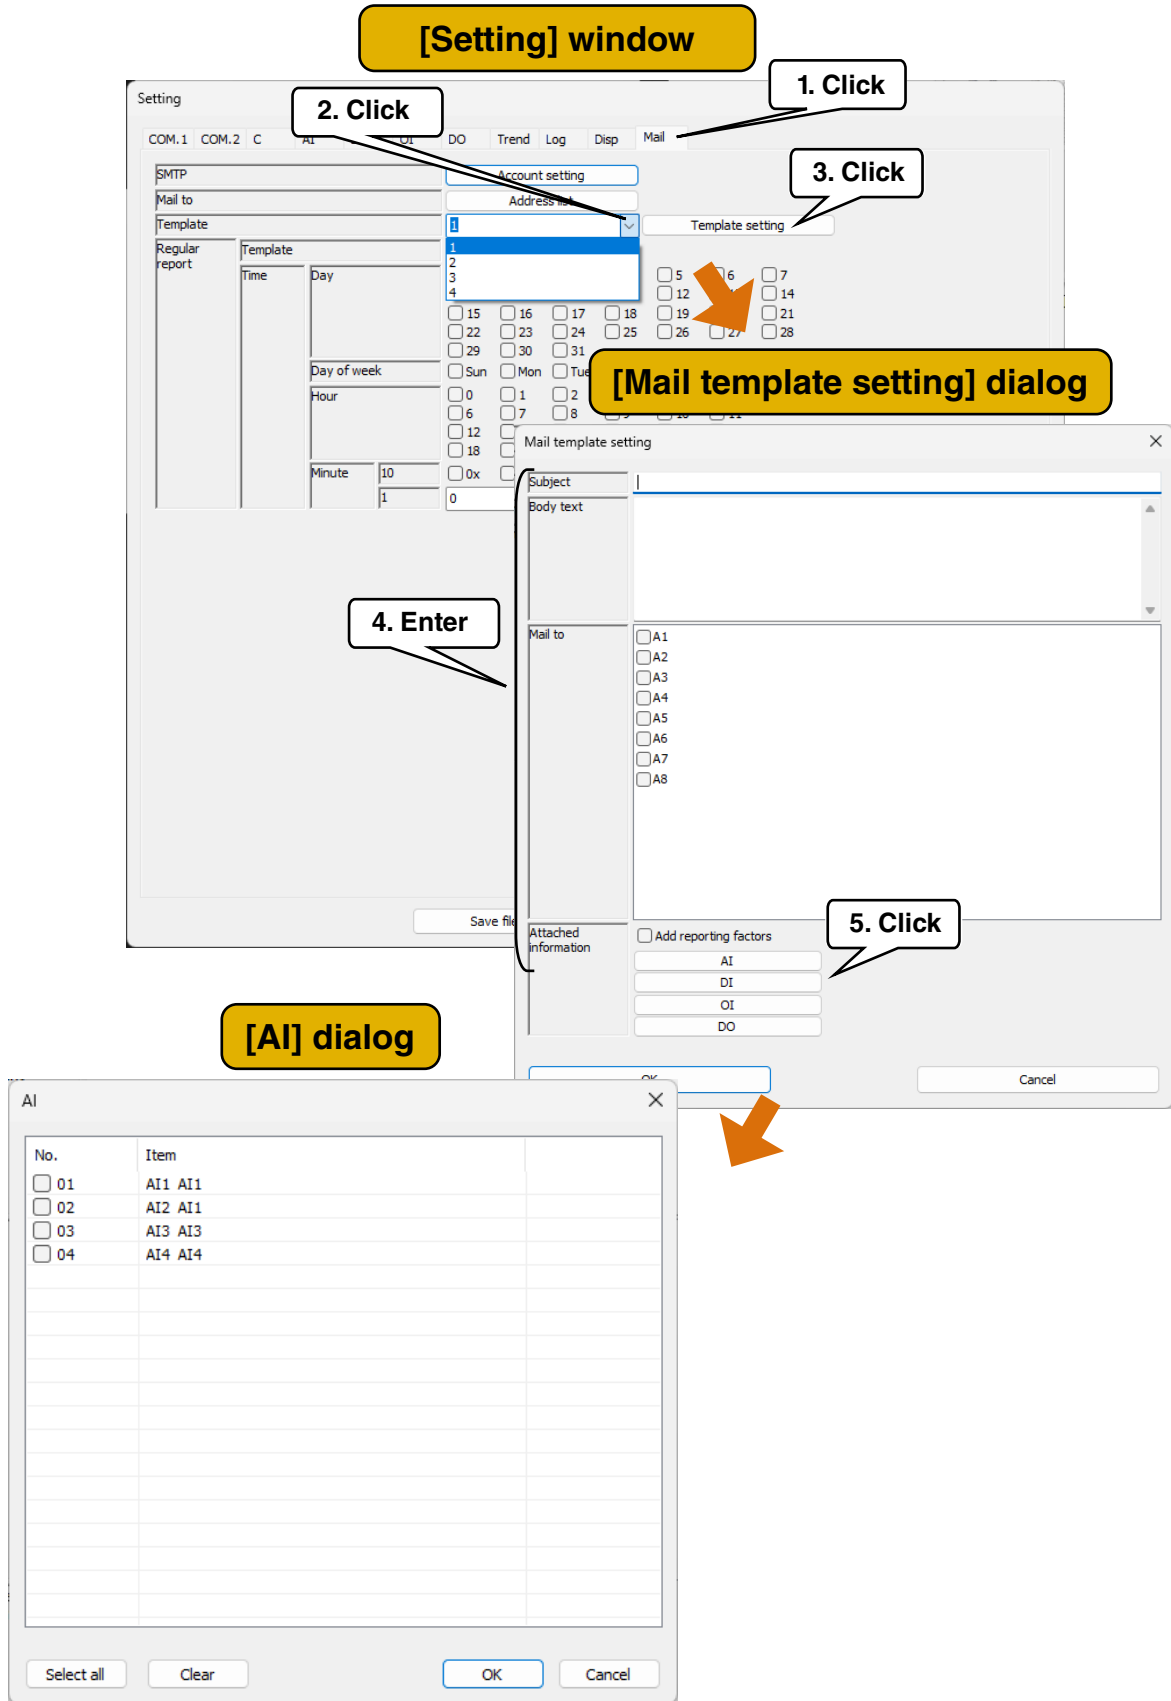 [Setting] window
1. Click
Setting
2. Click
COM.1 COM.2 C AI OI DO Trend Log Disp Mail
SMTP Account setting
3. Click
Mail to Address list
Template 1 Template setting
1
2
3
4
Regular report Template
Time Day 5 6 7
12 14
15 16 17 18 19 21
22 23 24 25 26 27 28
29 30 31
[Mail template setting] dialog
Day of week Sun Mon Tue
Hour 0 1 2
6 7 8 9 10 11
12
18
Minute 10 0x
1 0
Mail template setting
Subject
Body text
4. Enter
Mail to
A1
A2
A3
A4
A5
A6
A7
A8
Save file
5. Click
Attached information
Add reporting factors
AI
DI
OI
DO
OK Cancel
[AI] dialog
AI
No. Item
01 AI1 AI1
02 AI2 AI1
03 AI3 AI3
04 AI4 AI4
Select all Clear OK Cancel